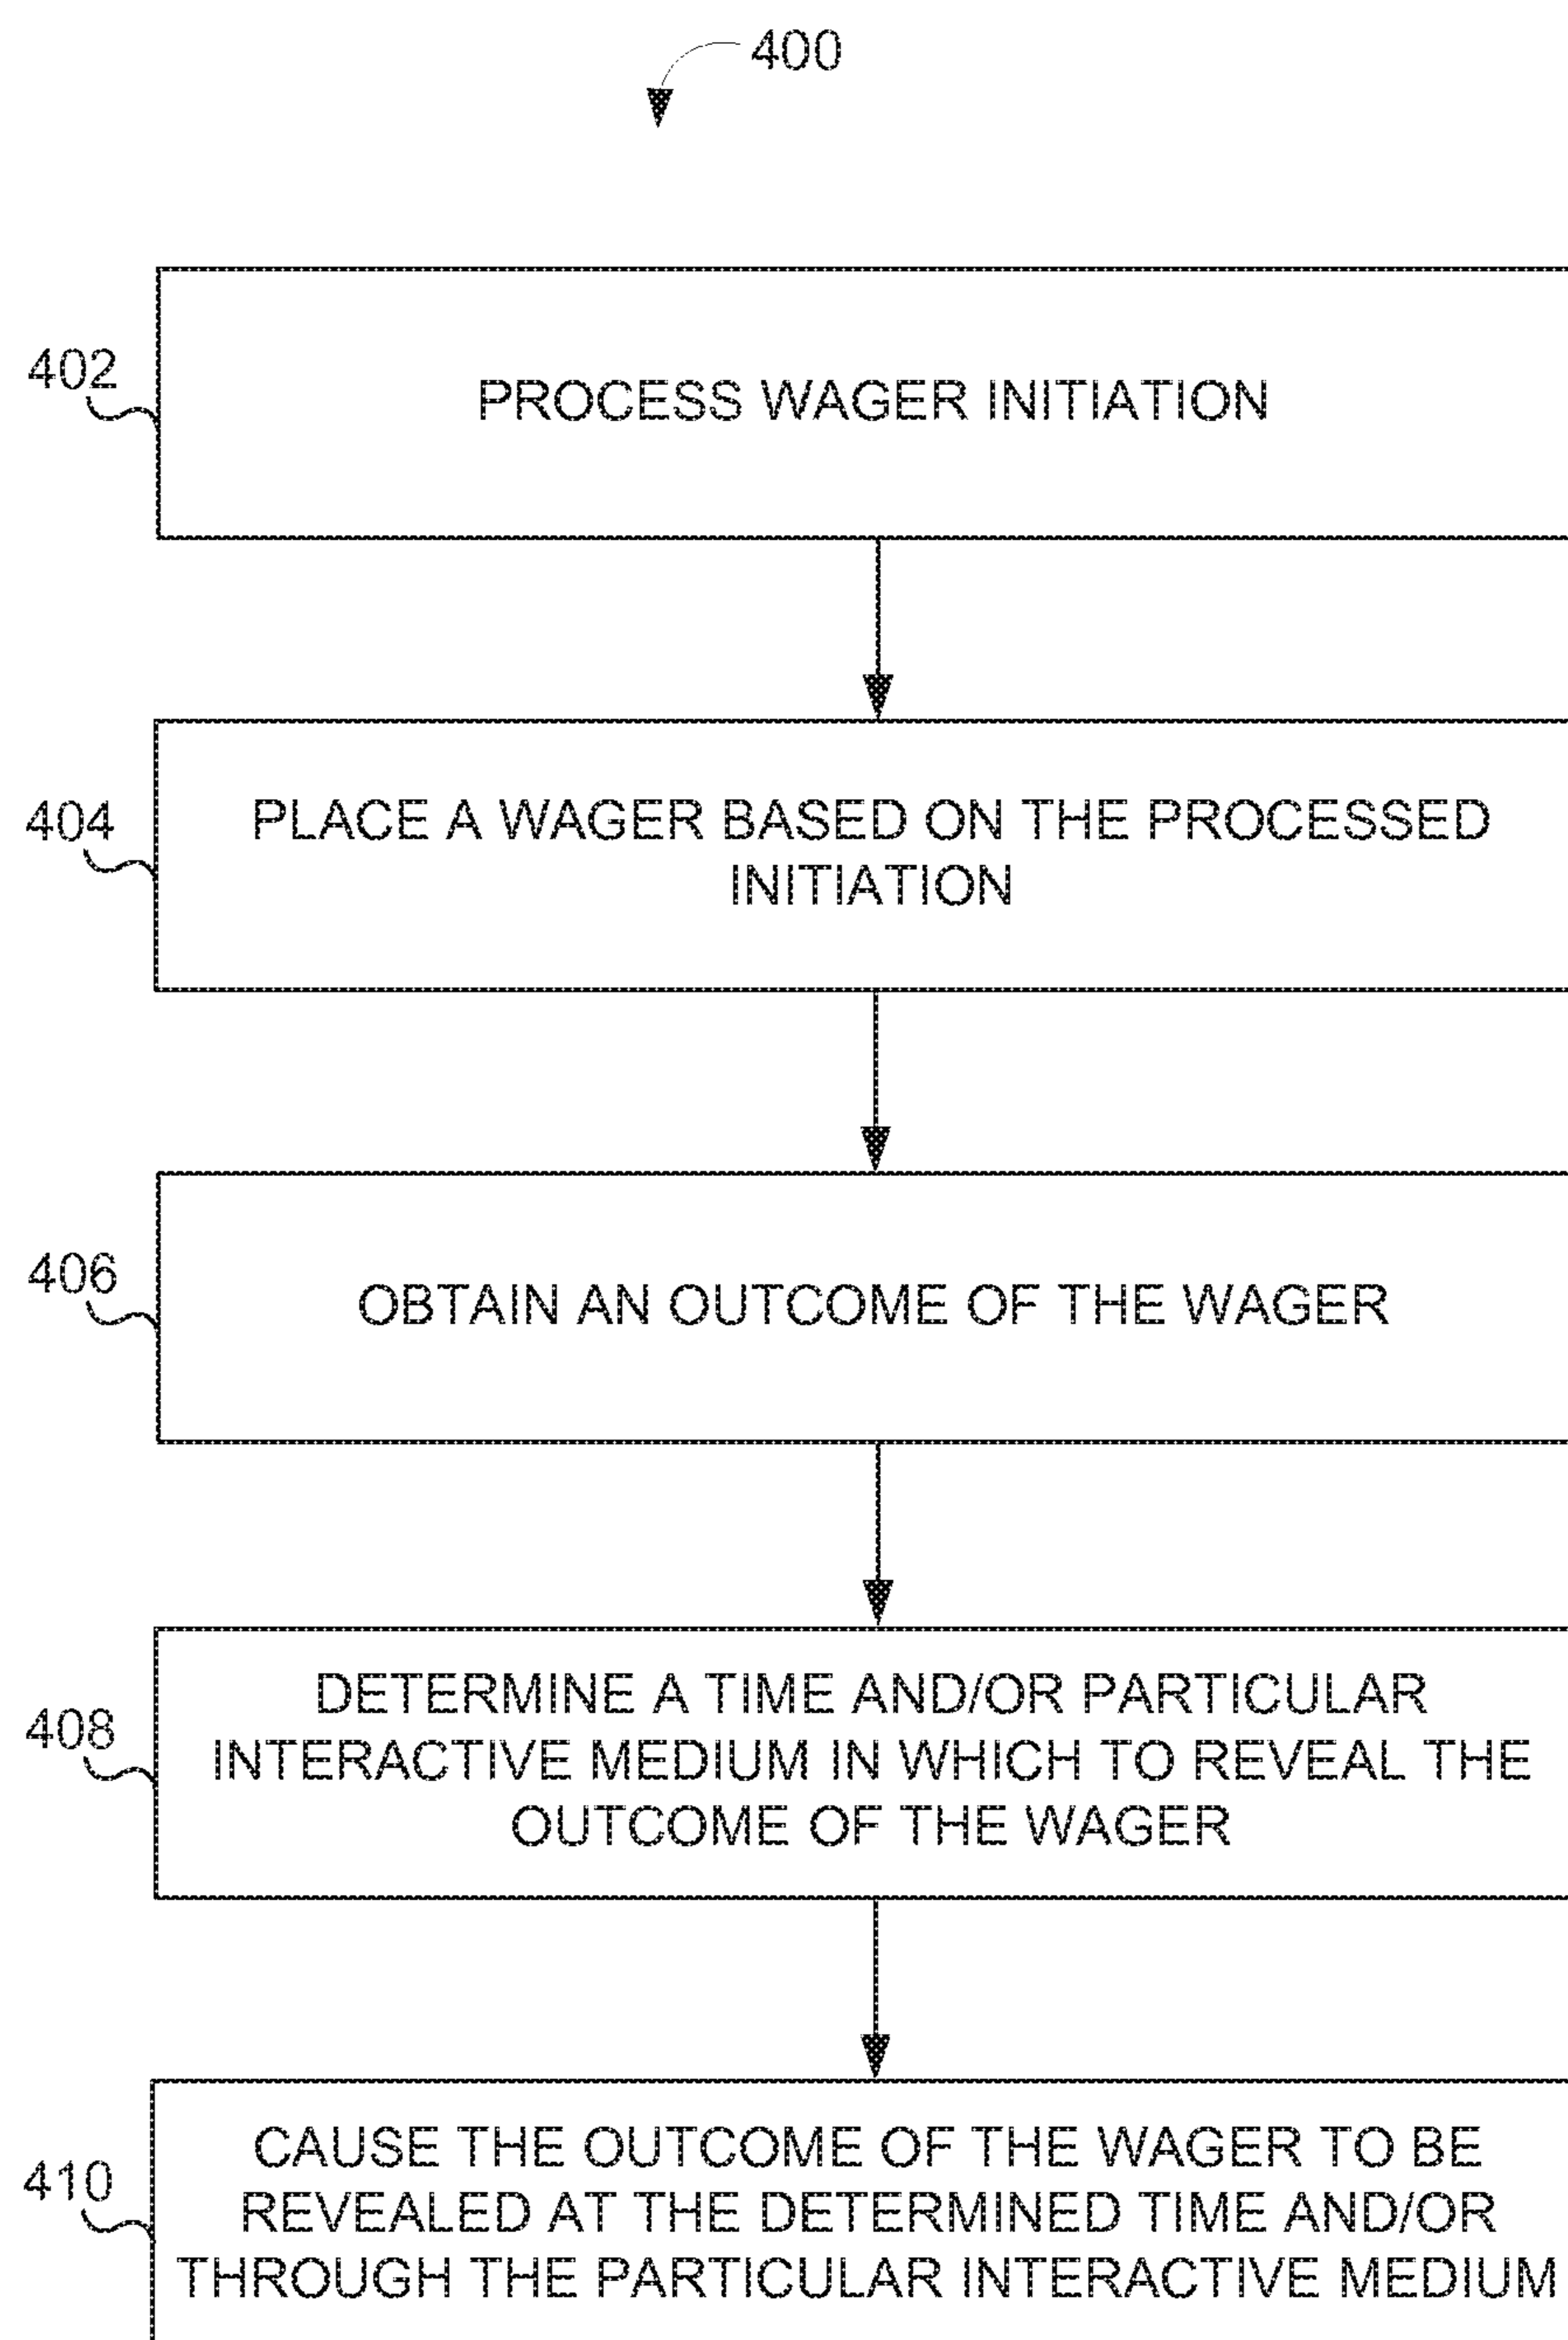 400
402
PROCESS WAGER INITIATION
404
PLACE A WAGER BASED ON THE PROCESSED
INITIATION
406
OBTAIN AN OUTCOME OF THE WAGER
408
DETERMINE A TIME AND/OR PARTICULAR
INTERACTIVE MEDIUM IN WHICH TO REVEAL THE
OUTCOME OF THE WAGER
410
CAUSE THE OUTCOME OF THE WAGER TO BE
REVEALED AT THE DETERMINED TIME AND/OR
THROUGH THE PARTICULAR INTERACTIVE MEDIUM